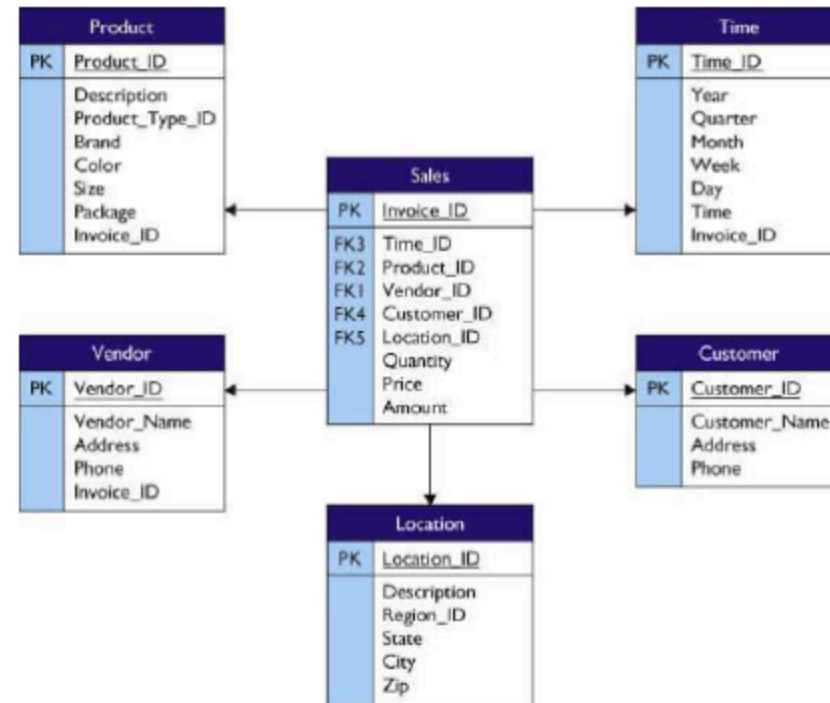 Product
PK Product_ID
Description
Product_Type_ID
Brand
Color
Size
Package
Invoice_ID
Time
PK Time_ID
Year
Quarter
Month
Week
Day
Time
Invoice_ID
Sales
PK Invoice_ID
FK3 Time_ID
FK2 Product_ID
FK1 Vendor_ID
FK4 Customer_ID
FK5 Location_ID
Quantity
Price
Amount
Vendor
PK Vendor_ID
Vendor_Name
Address
Phone
Invoice_ID
Customer
PK Customer_ID
Customer_Name
Address
Phone
Location
PK Location_ID
Description
Region_ID
State
City
Zip